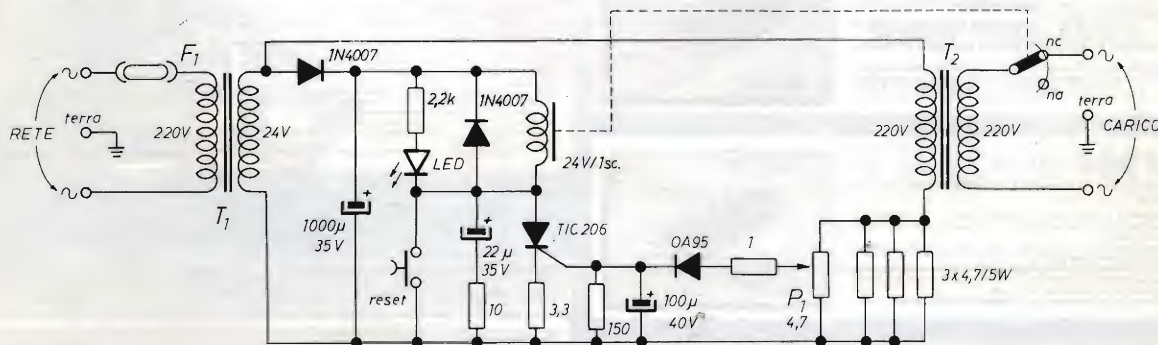 F1
1N4007
T2
nc
na
2,2k
1N4007
RETE
terra
220V
24V
LED
24V/1sc.
220V
220V
terra
CARICO
T1
1000µ
35V
+
reset
22µ
35V
+
10
TIC 206
3,3
150
100µ
40V
+
OA95
1
P1
4,7
3x4,7/5W